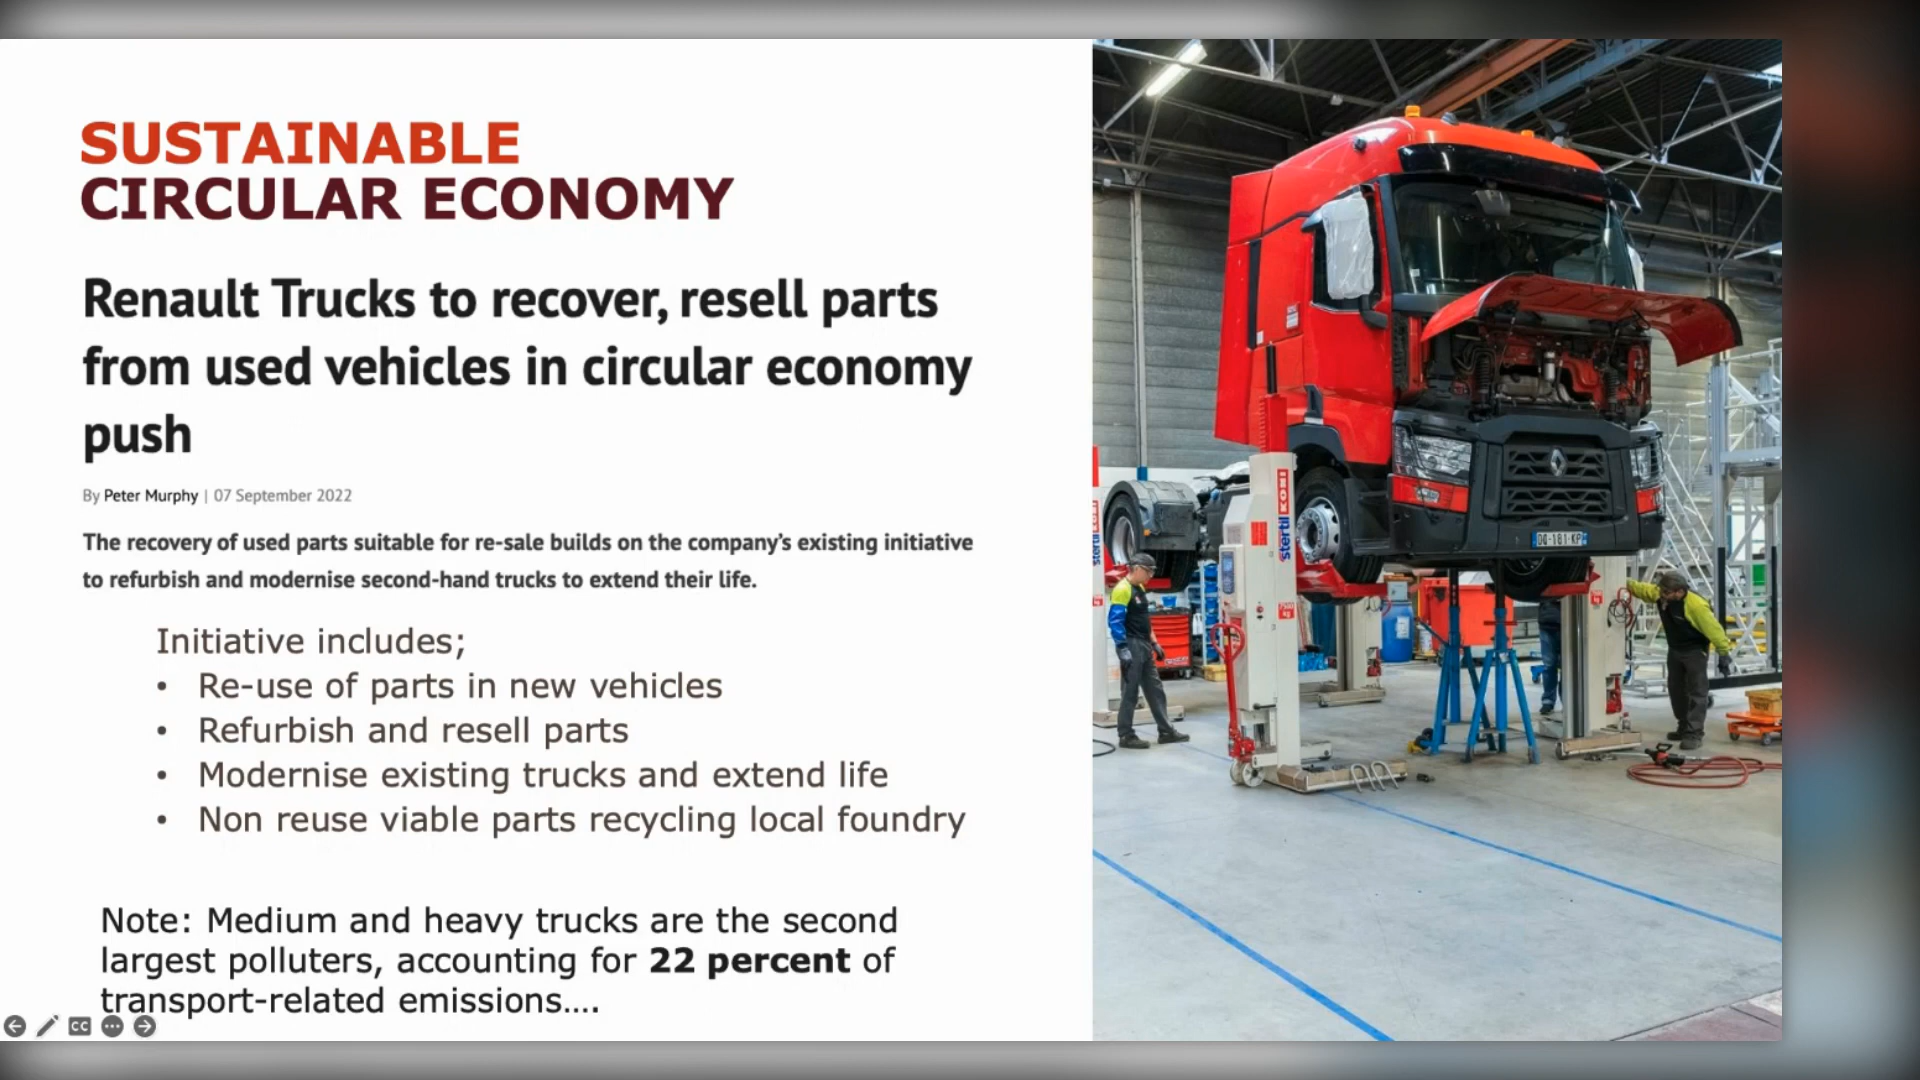 SUSTAINABLE
CIRCULAR ECONOMY
Renault Trucks to recover, resell parts
from used vehicles in circular economy
push
By Peter Murphy | 07 September 2022
The recovery of used parts suitable for re-sale builds on the company's existing initiative
to refurbish and modernise second-hand trucks to extend their life.
Initiative includes;
• Re-use of parts in new vehicles
• Refurbish and resell parts
• Modernise existing trucks and extend life
• Non reuse viable parts recycling local foundry
Note: Medium and heavy trucks are the second
largest polluters, accounting for 22 percent of
transport-related emissions....
CC
stertil KONI
DQ-181-KP